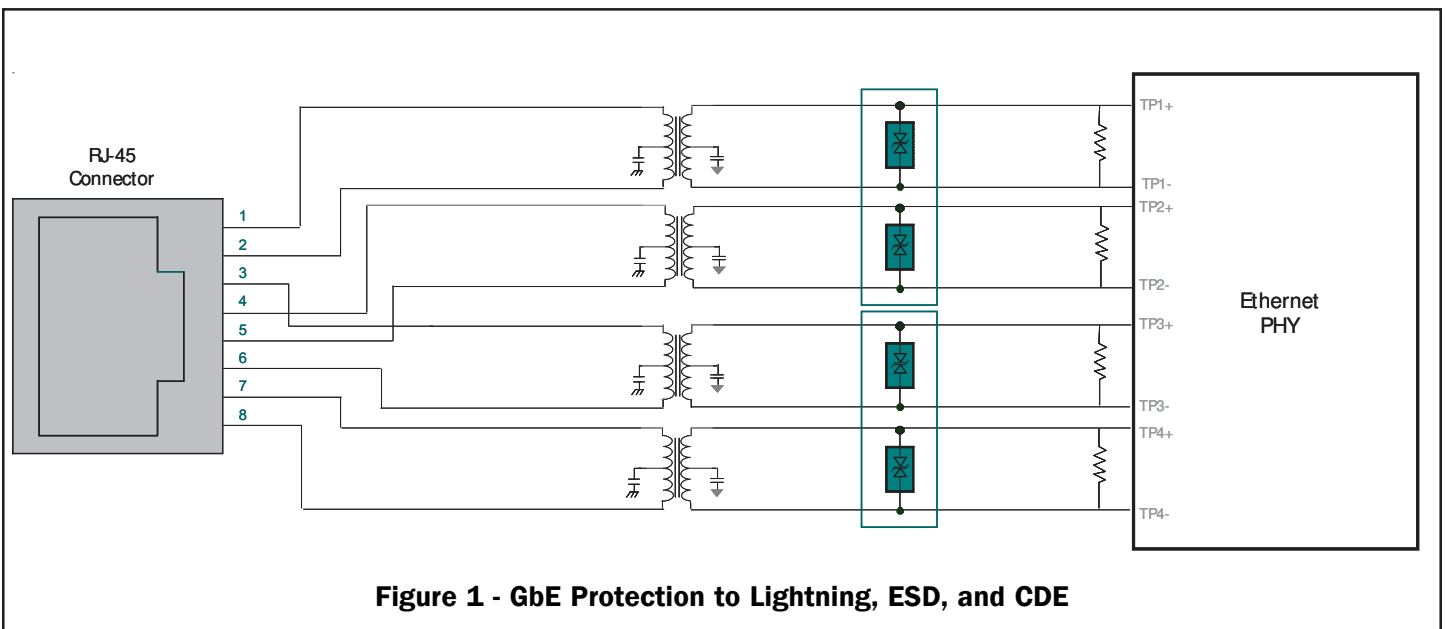 RJ-45
Connector
1
2
3
4
5
6
7
8
TP1+
TP1-
TP2+
TP2-
TP3+
TP3-
TP4+
TP4-
Ethernet
PHY
Figure 1 - GbE Protection to Lightning, ESD, and CDE